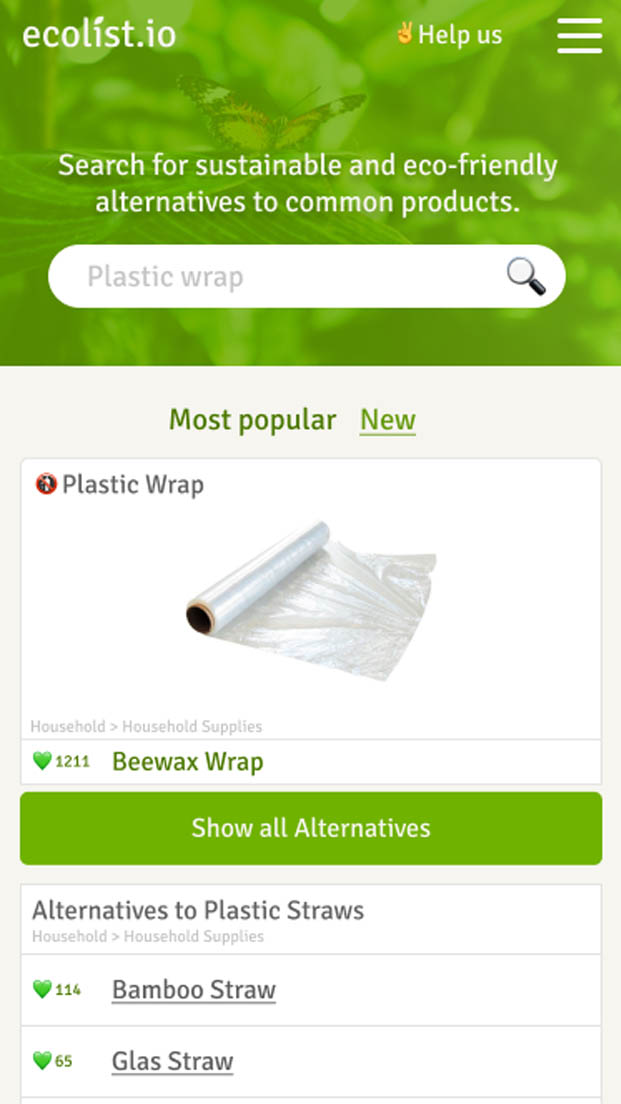 ecolist.io
Help us
Search for sustainable and eco-friendly
alternatives to common products.
Plastic wrap
Most popular New
Plastic Wrap
Household > Household Supplies
1211 Beewax Wrap
Show all Alternatives
Alternatives to Plastic Straws
Household > Household Supplies
114 Bamboo Straw
65 Glas Straw